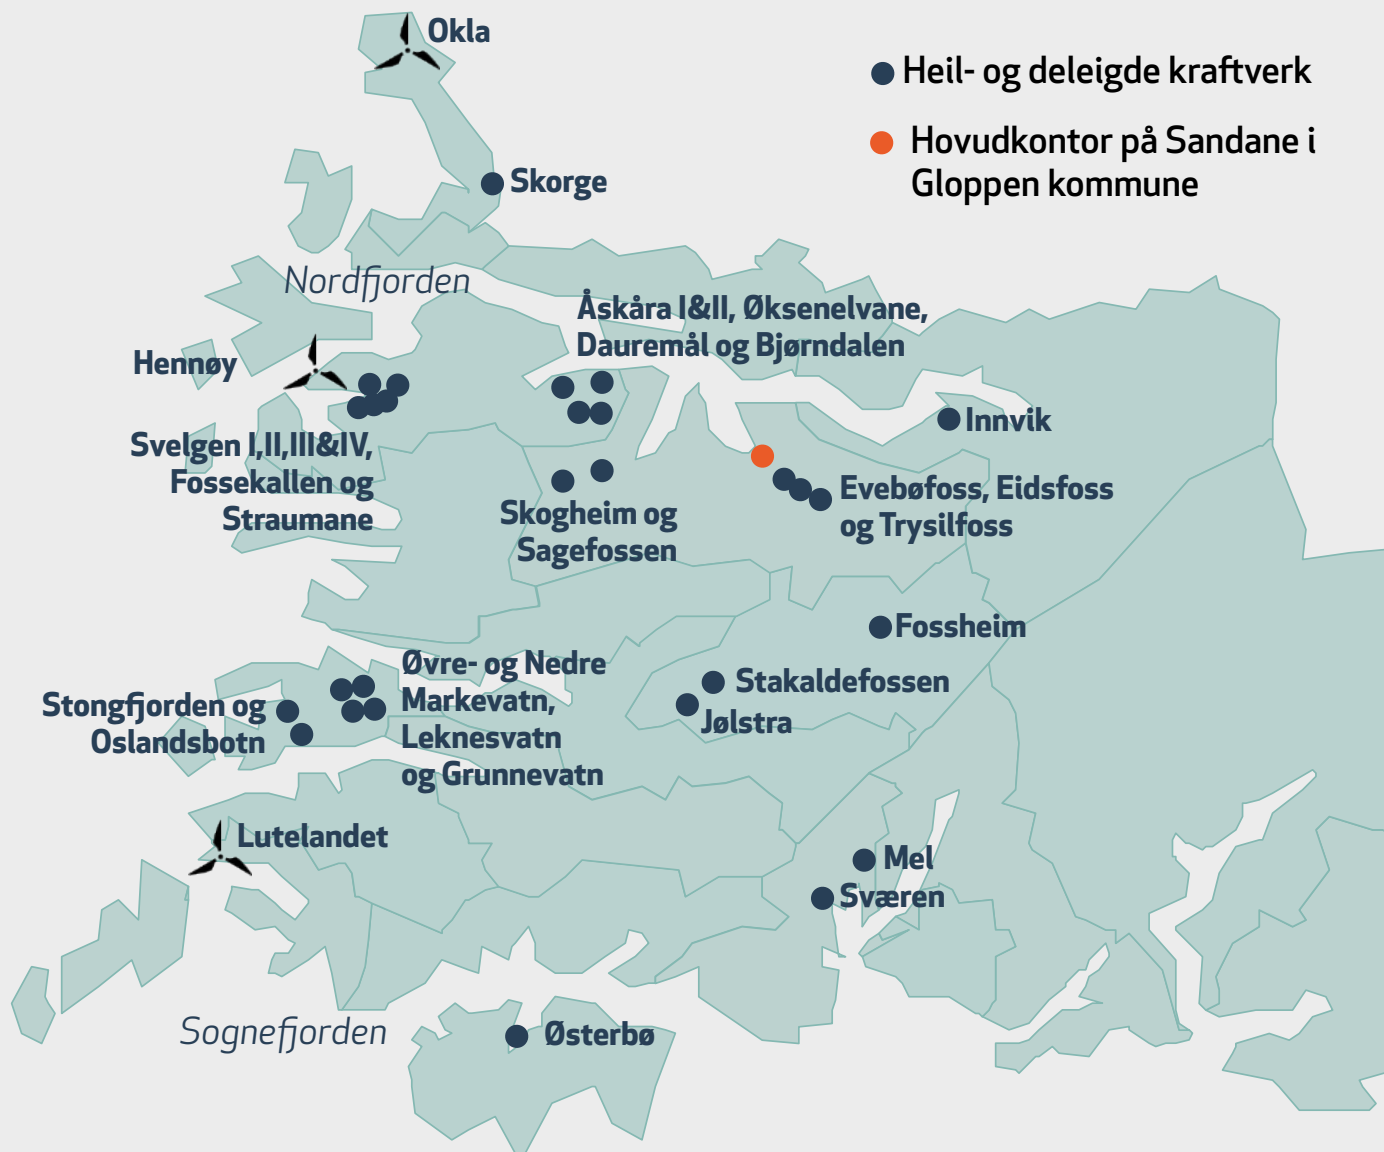 Okla
Heil- og deleigde kraftverk
Hovudkontor på Sandane i
Gloppen kommune
Skorge
Nordfjorden
Åskåra I&II, Øksenelvane,
Dauremål og Bjørndalen
Hennøy
Innvik
Svelgen I,II,III&IV,
Fossekallen og
Straumane
Evebøfoss, Eidsfoss
og Trysilfoss
Skogheim og
Sagefossen
Fossheim
Øvre- og Nedre
Markevatn,
Leknesvatn
og Grunnevatn
Stakaldefossen
Jølstra
Stongfjorden og
Oslandsbotn
Lutelandet
Mel
Sværen
Sognefjorden
Østerbø